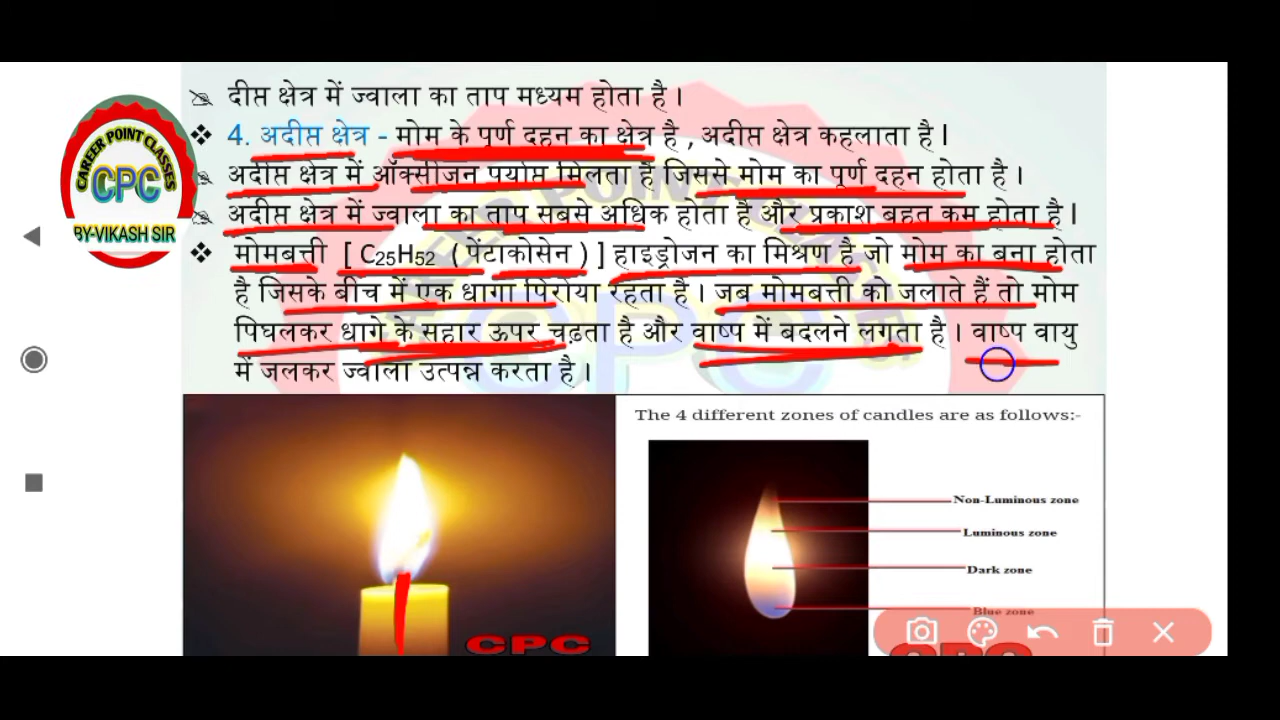 दीप्त क्षेत्र में ज्वाला का ताप मध्यम होता है ।
4. अदीप्त क्षेत्र - मोम के पूर्ण दहन का क्षेत्र है , अदीप्त क्षेत्र कहलाता है l
अदीप्त क्षेत्र में ऑक्सीजन पर्याप्त मिलता है जिससे मोम का पूर्ण दहन होता है ।
अदीप्त क्षेत्र में ज्वाला का ताप सबसे अधिक होता है और प्रकाश बहुत कम होता है l
मोमबत्ती [ C₂₅H₅₂ ( पेंटाकोसेन ) ] हाइड्रोजन का मिश्रण है जो मोम का बना होता
है जिसके बीच में एक धागा पिरोया रहता है । जब मोमबत्ती को जलाते हैं तो मोम
पिघलकर धागे के सहारे ऊपर चढ़ता है और वाष्प में बदलने लगता है । वाष्प वायु
में जलकर ज्वाला उत्पन्न करता है ।
CAREER POINT CLASSES
CPC
BY-VIKASH SIR
The 4 different zones of candles are as follows:-
Non-Luminous zone
Luminous zone
Dark zone
Blue zone
CPC
CPC